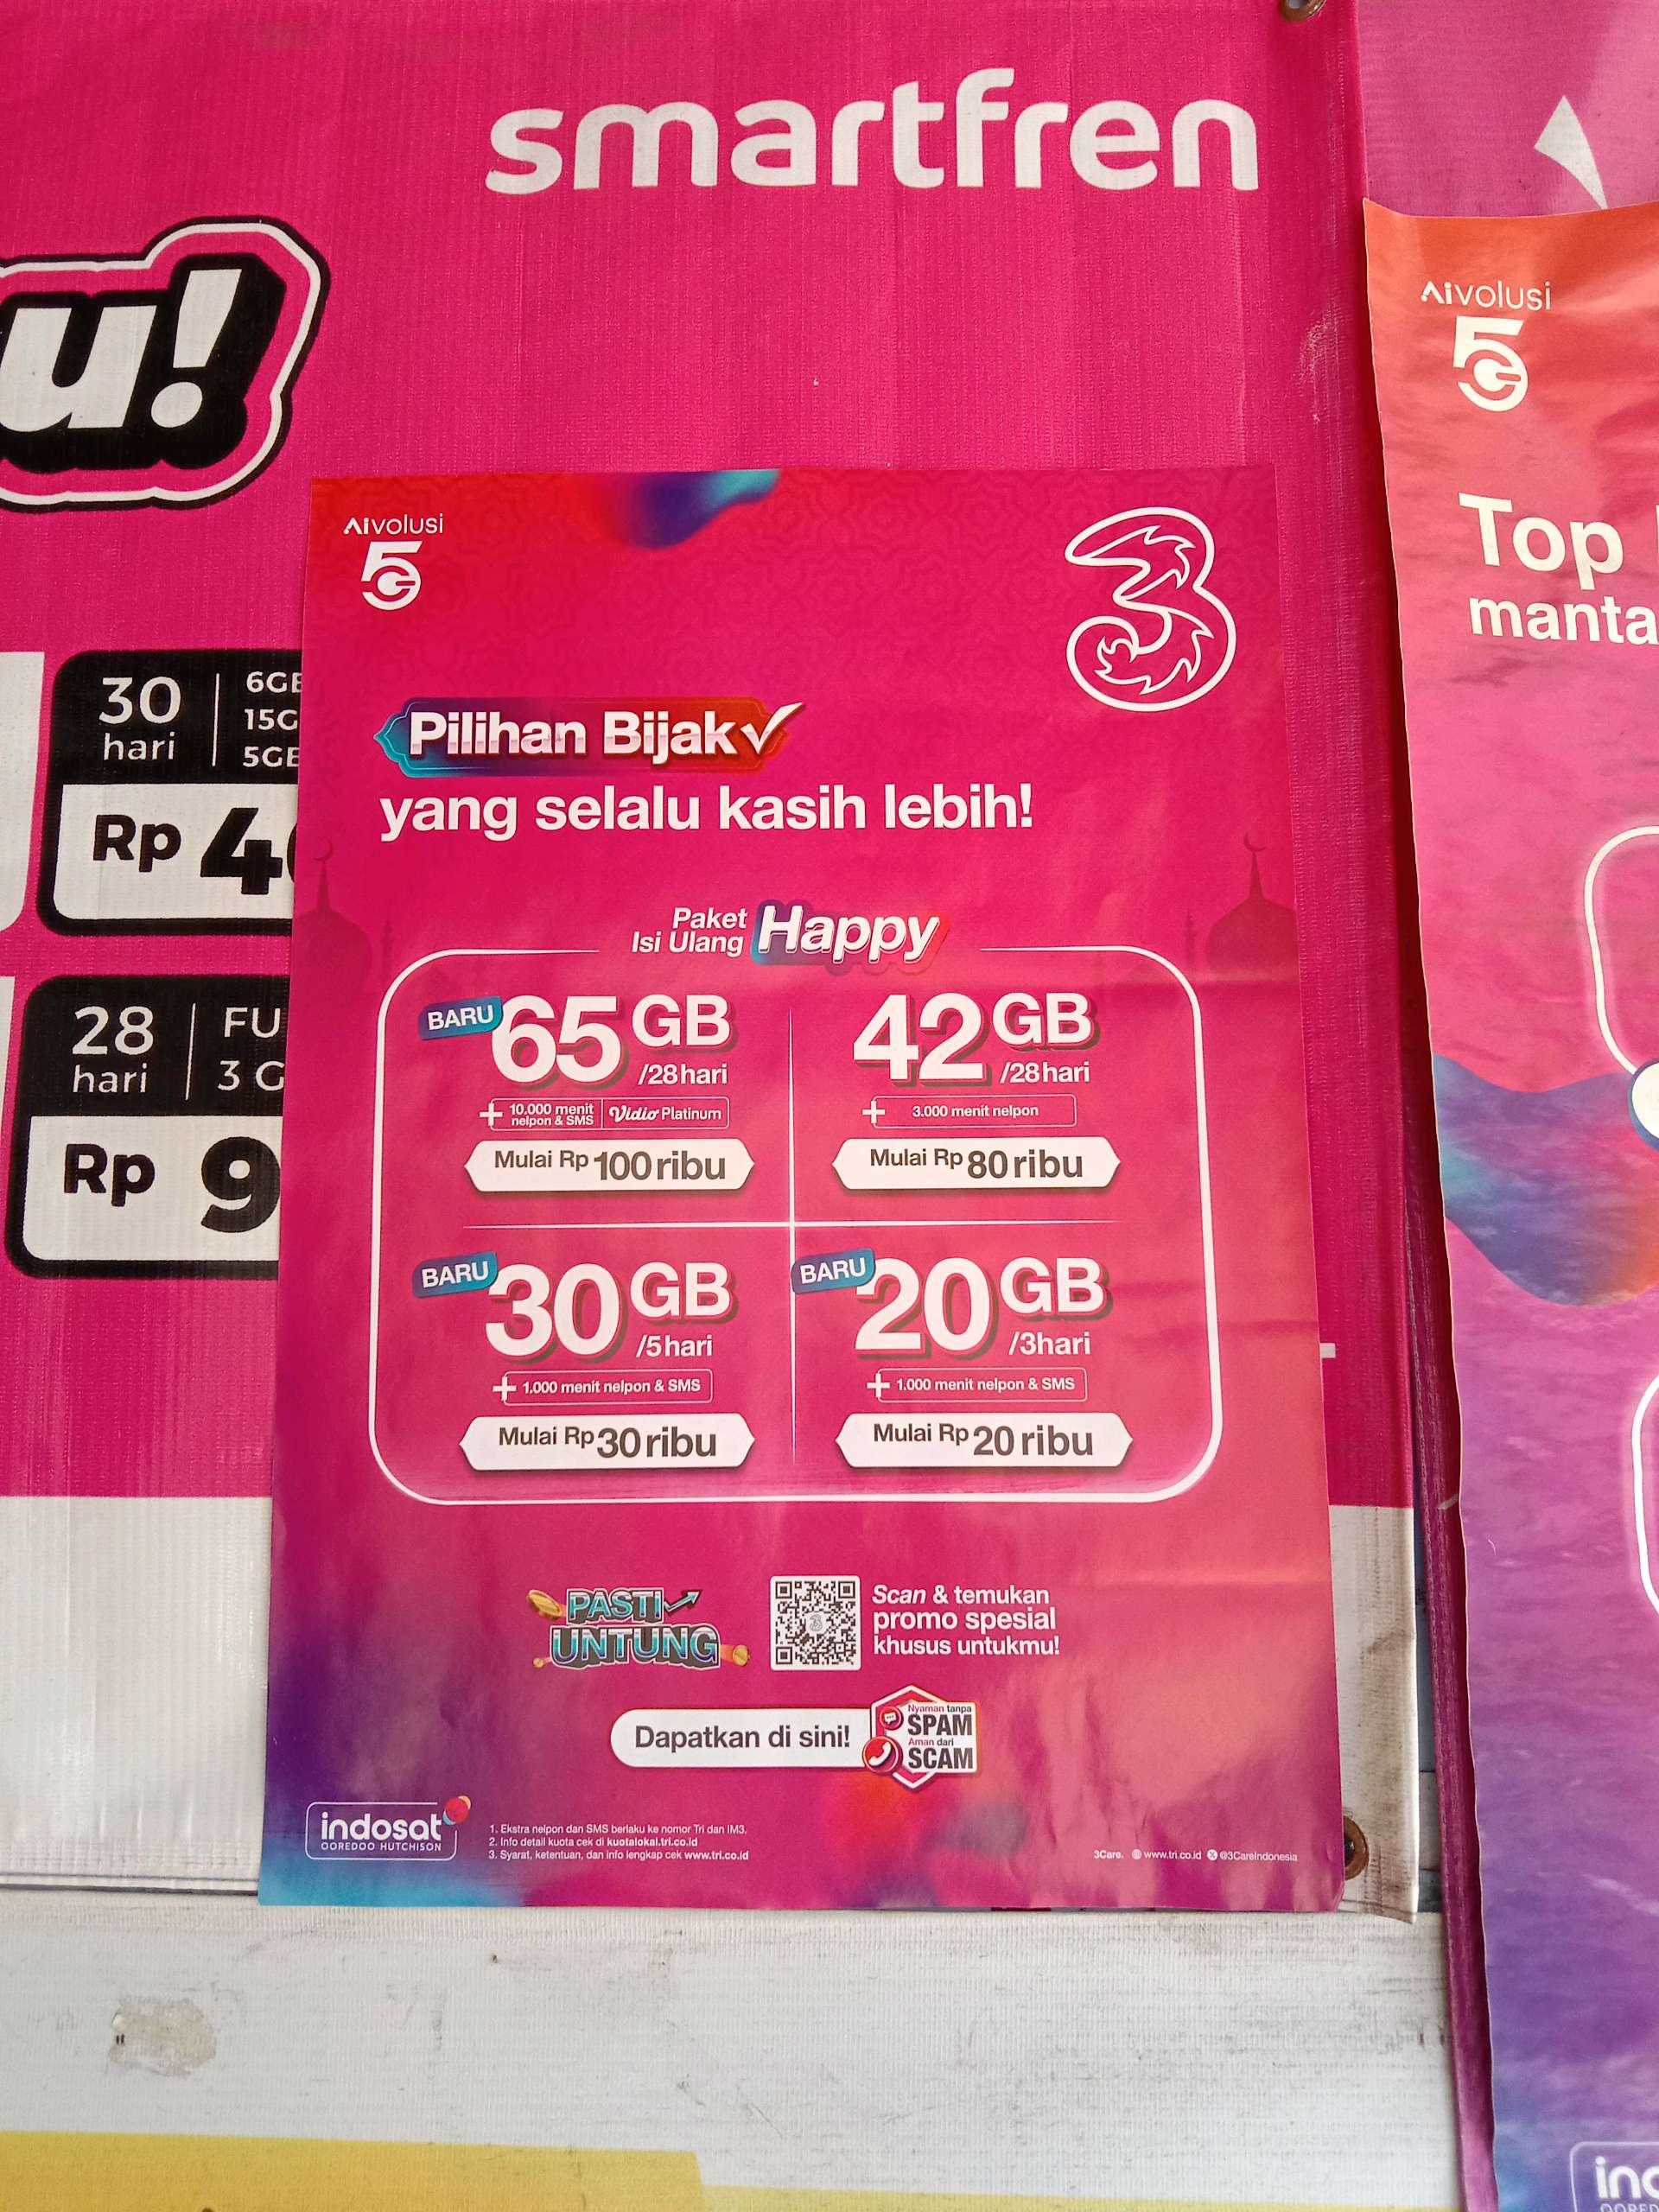 smartfren
u!
30 hari
6GB
15G
5GB
Rp 4
28 hari
FU
3 G
Rp 9
Aivolusi
5G
3
Pilihan Bijak
yang selalu kasih lebih!
Paket
Isi Ulang
Happy
BARU
65 GB
/28hari
+ 10.000 menit
nelpon & SMS
Vidio Platinum
Mulai Rp 100 ribu
42 GB
/28hari
+ 3.000 menit nelpon
Mulai Rp 80 ribu
BARU
30 GB
/5hari
+ 1.000 menit nelpon & SMS
Mulai Rp 30 ribu
BARU
20 GB
/3hari
+ 1.000 menit nelpon & SMS
Mulai Rp 20 ribu
PASTI
UNTUNG
Scan & temukan
promo spesial
khusus untukmu!
Dapatkan di sini!
Nyaman tanpa
SPAM
Aman dari
SCAM
indosat
OOREDOO HUTCHISON
1. Ekstra nelpon dan SMS berlaku ke nomor Tri dan IM3.
2. Info detail kuota cek di kuotalokal.tri.co.id
3. Syarat, ketentuan, dan info lengkap cek www.tri.co.id
3Care. www.tri.co.id @3CareIndonesia
Aivolusi
5G
Top
manta
ind
OORED